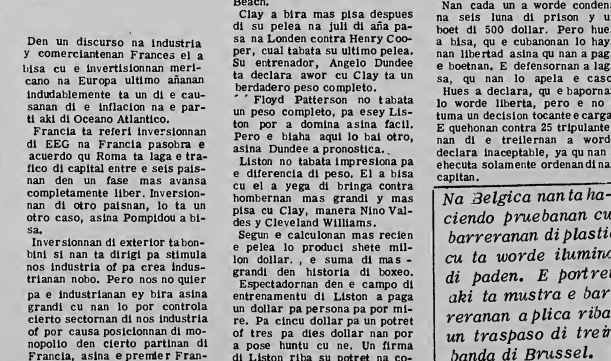 Den un discurso na industria
y comerciantenan Frances el a
bisa cu e invertisionnan meri-
cano na Europa ultimo añanan
indudablemente ta un di e cau-
sanan di e inflacion na e par-
ti aki di Oceano Atlantico.
Francia ta referi inversionnan
di EEG na Francia pasobra e
acuerdo qu Roma ta laga e tra-
fico di capital entre e seis pais-
nan den un fase mas avansa
completamente liber. Inversion-
nan di otro paisnan, lo ta un
otro caso, asina Pompidou a bi-
sa.
Inversionnan di exterior ta bon-
bini si nan ta dirigi pa stimula
nos industria of pa crea indus-
trianan nobo. Pero nos no quier
pa e industrianan ey bira asina
grandi cu nan lo por controla
cierto sectornan di nos industria
of por causa posicionnan di mo-
nopolio den cierto partinan di
Francia, asina e premier Fran-
Beach.
Clay a bira mas pisa despues
di su pelea na juli di aña pa-
sa na Londen contra Henry Coo-
per, cual tabata su ultimo pelea.
Su entrenador, Angelo Dundee
ta declara awor cu Clay ta un
berdadero peso completo.
Floyd Patterson no tabata
un peso completo, pa esey Lis-
ton por a domina asina facil.
Pero e biaha aqui lo bai otro,
asina Dundee a pronostica.
Liston no tabata impresiona pa
e diferencia di peso. El a bisa
cu el a yega di bringa contra
hombernan mas grandi y mas
pisa cu Clay, manera Nino Val-
des y Cleveland Williams.
Segun e calculonan mas recien
e pelea lo produci shete mil-
lon dollar. , e suma di mas -
grandi den historia di boxeo.
Espectadornan den e campo di
entrenamentu di Liston a paga
un dollar pa persona pa por mi-
re. Pa cincu dollar pa un potret
of tres pa dies dollar nan por
a pose huntu cu ne. Un firma
di Liston riba su potret na co-
Nan cada un a worde condena
na seis luna di prison y un
boet di 500 dollar. Pero hues
a bisa, qu e cubanonan lo hay
nan libertad asina qu nan a paga
e boetnan. E defensornan a laga
sa, qu nan lo apela e caso
Hues a declara, qu e bapornan
lo worde liberta, pero e no
tuma un decision tocante e carga
E quehonan contra 25 tripulante
nan di e treilernan a worde
declara inaceptable, ya qu nan
ehecuta solamente ordenan di nan
capitan.
Na Belgica nan ta ha-
ciendo pruebanan cu
barreranan di plastic
cu ta worde ilumina
di paden. E portret
aki ta mustra e bar-
reranan aplica riba
un traspaso di trein
banda di Brussel.